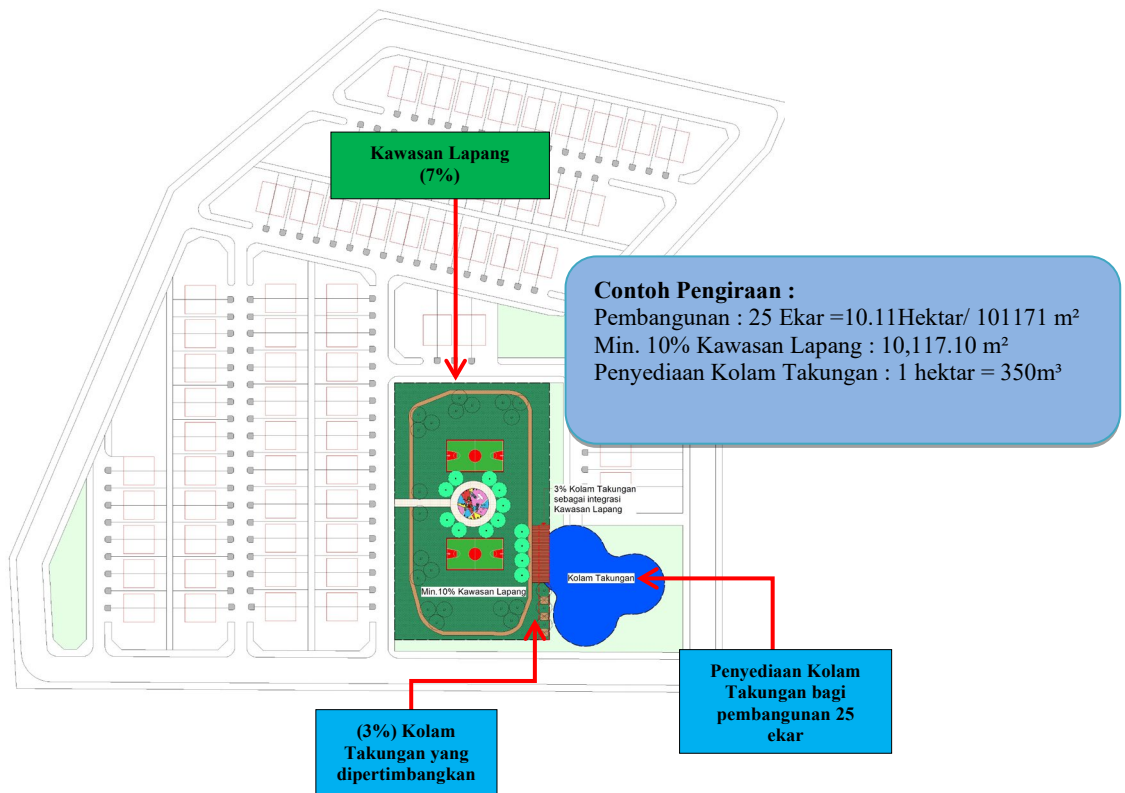 Kawasan Lapang
(7%)
Contoh Pengiraan :
Pembangunan : 25 Ekar =10.11Hektar/ 101171 m²
Min. 10% Kawasan Lapang : 10,117.10 m²
Penyediaan Kolam Takungan : 1 hektar = 350m³
3% Kolam Takungan
sebagai integrasi
Kawasan Lapang
Kolam Takungan
Min.10% Kawasan Lapang
Penyediaan Kolam
Takungan bagi
pembangunan 25
ekar
(3%) Kolam
Takungan yang
dipertimbangkan